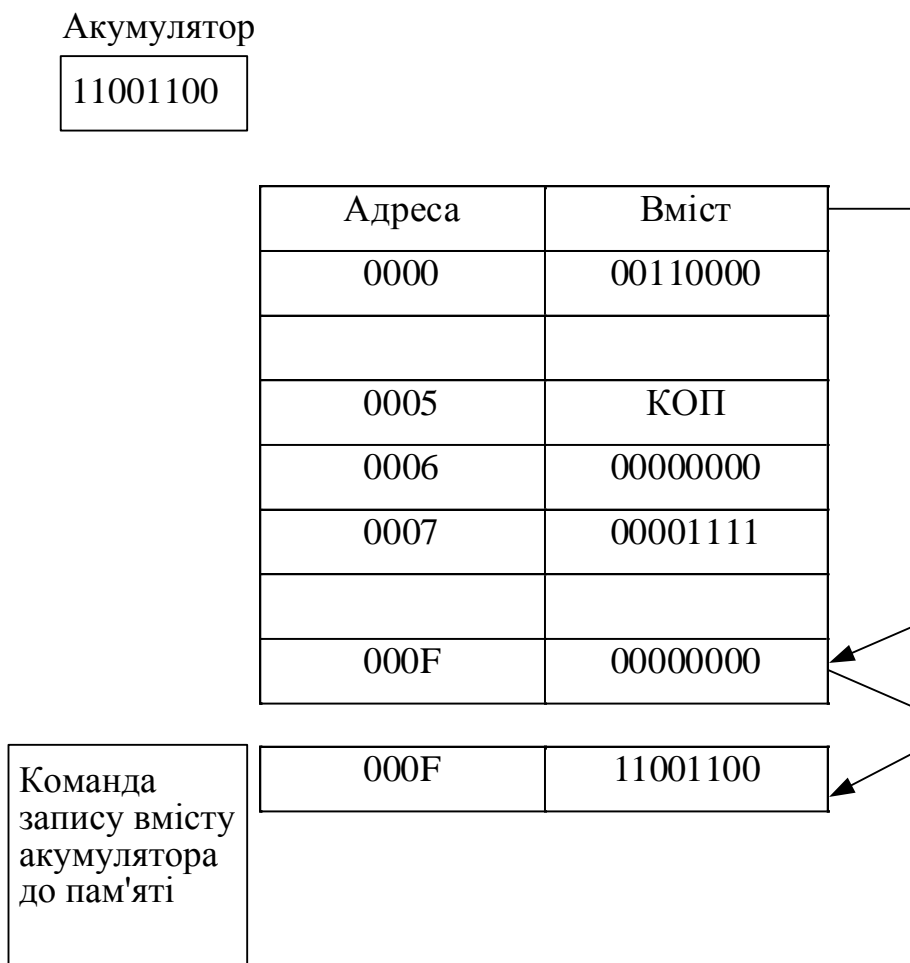 Акумулятор
11001100
Адреса Вміст
0000 00110000
0005 КОП
0006 00000000
0007 00001111
000F 00000000
000F 11001100
Команда
запису вмісту
акумулятора
до пам'яті